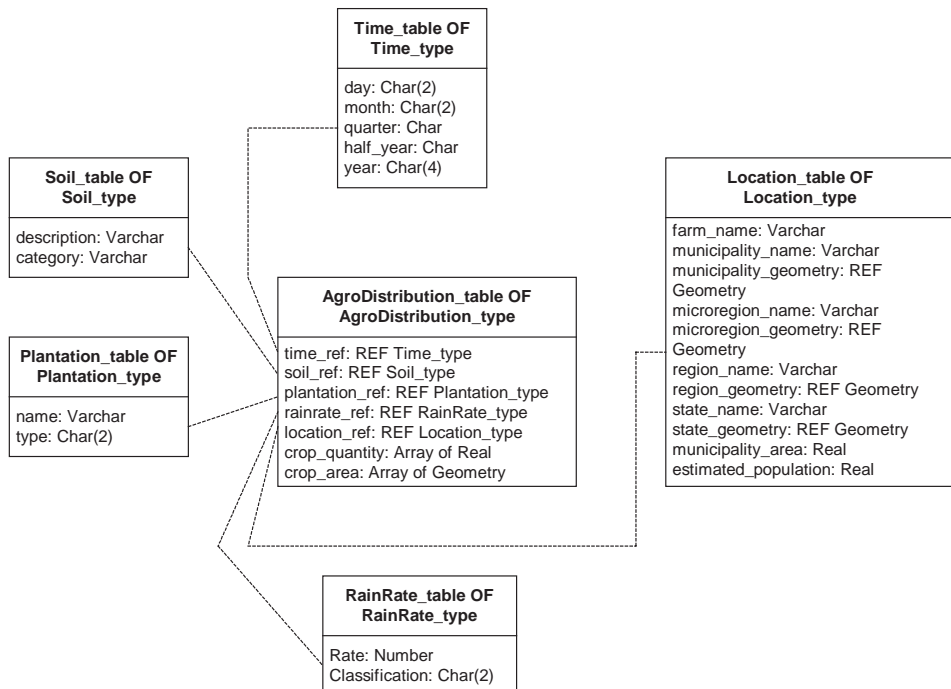 Time_table OF
Time_type
day: Char(2)
month: Char(2)
quarter: Char
half_year: Char
year: Char(4)
Soil_table OF
Soil_type
description: Varchar
category: Varchar
Location_table OF
Location_type
farm_name: Varchar
municipality_name: Varchar
municipality_geometry: REF
Geometry
microregion_name: Varchar
microregion_geometry: REF
Geometry
region_name: Varchar
region_geometry: REF Geometry
state_name: Varchar
state_geometry: REF Geometry
municipality_area: Real
estimated_population: Real
AgroDistribution_table OF
AgroDistribution_type
time_ref: REF Time_type
soil_ref: REF Soil_type
plantation_ref: REF Plantation_type
rainrate_ref: REF RainRate_type
location_ref: REF Location_type
crop_quantity: Array of Real
crop_area: Array of Geometry
Plantation_table OF
Plantation_type
name: Varchar
type: Char(2)
RainRate_table OF
RainRate_type
Rate: Number
Classification: Char(2)